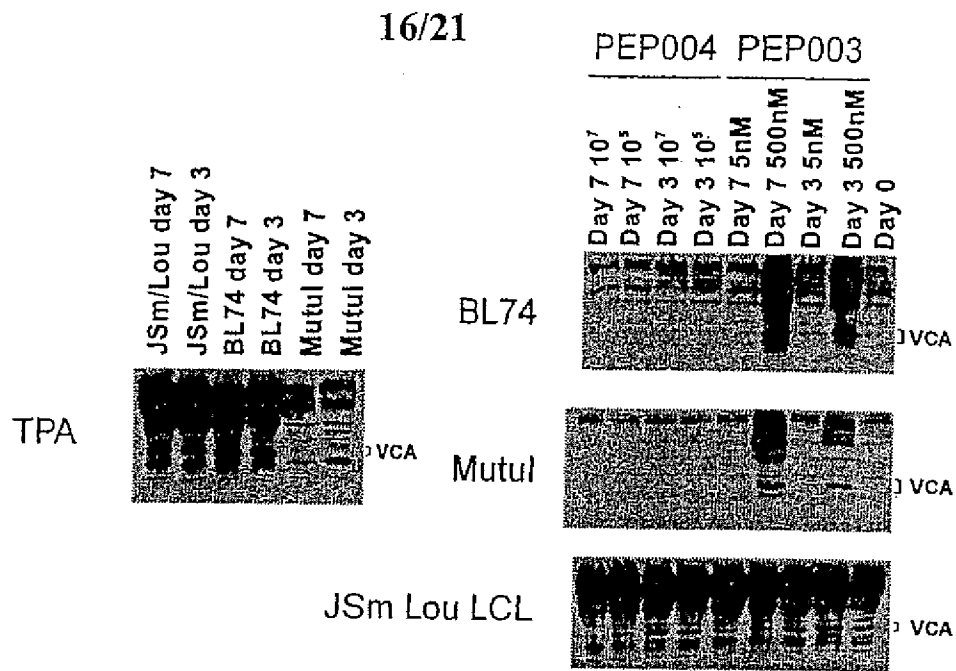 16/21
PEP004 PEP003
Day 7 10⁷
Day 7 10⁵
Day 3 10⁷
Day 3 10⁵
Day 7 5nM
Day 7 500nM
Day 3 5nM
Day 3 500nM
Day 0
BL74
VCA
JSm/Lou day 7
JSm/Lou day 3
BL74 day 7
BL74 day 3
MutuI day 7
MutuI day 3
TPA
VCA
MutuI
VCA
JSm Lou LCL
VCA